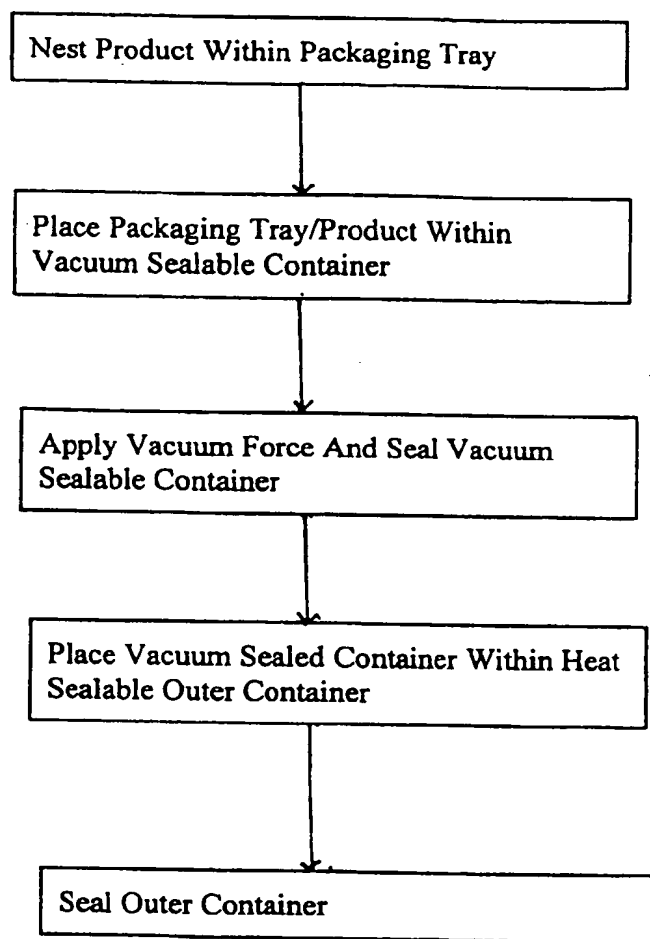 Nest Product Within Packaging Tray
Place Packaging Tray/Product Within
Vacuum Sealable Container
Apply Vacuum Force And Seal Vacuum
Sealable Container
Place Vacuum Sealed Container Within Heat
Sealable Outer Container
Seal Outer Container